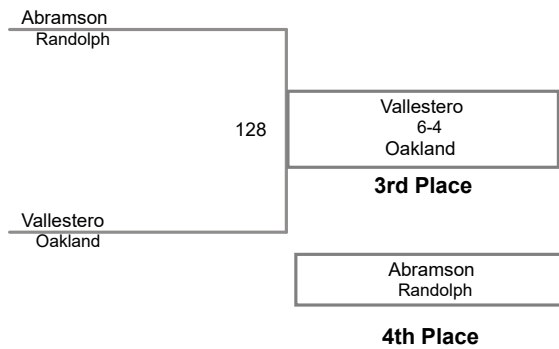 Abramson
Randolph
128
Vallestero
6-4
Oakland
3rd Place
Vallestero
Oakland
Abramson
Randolph
4th Place